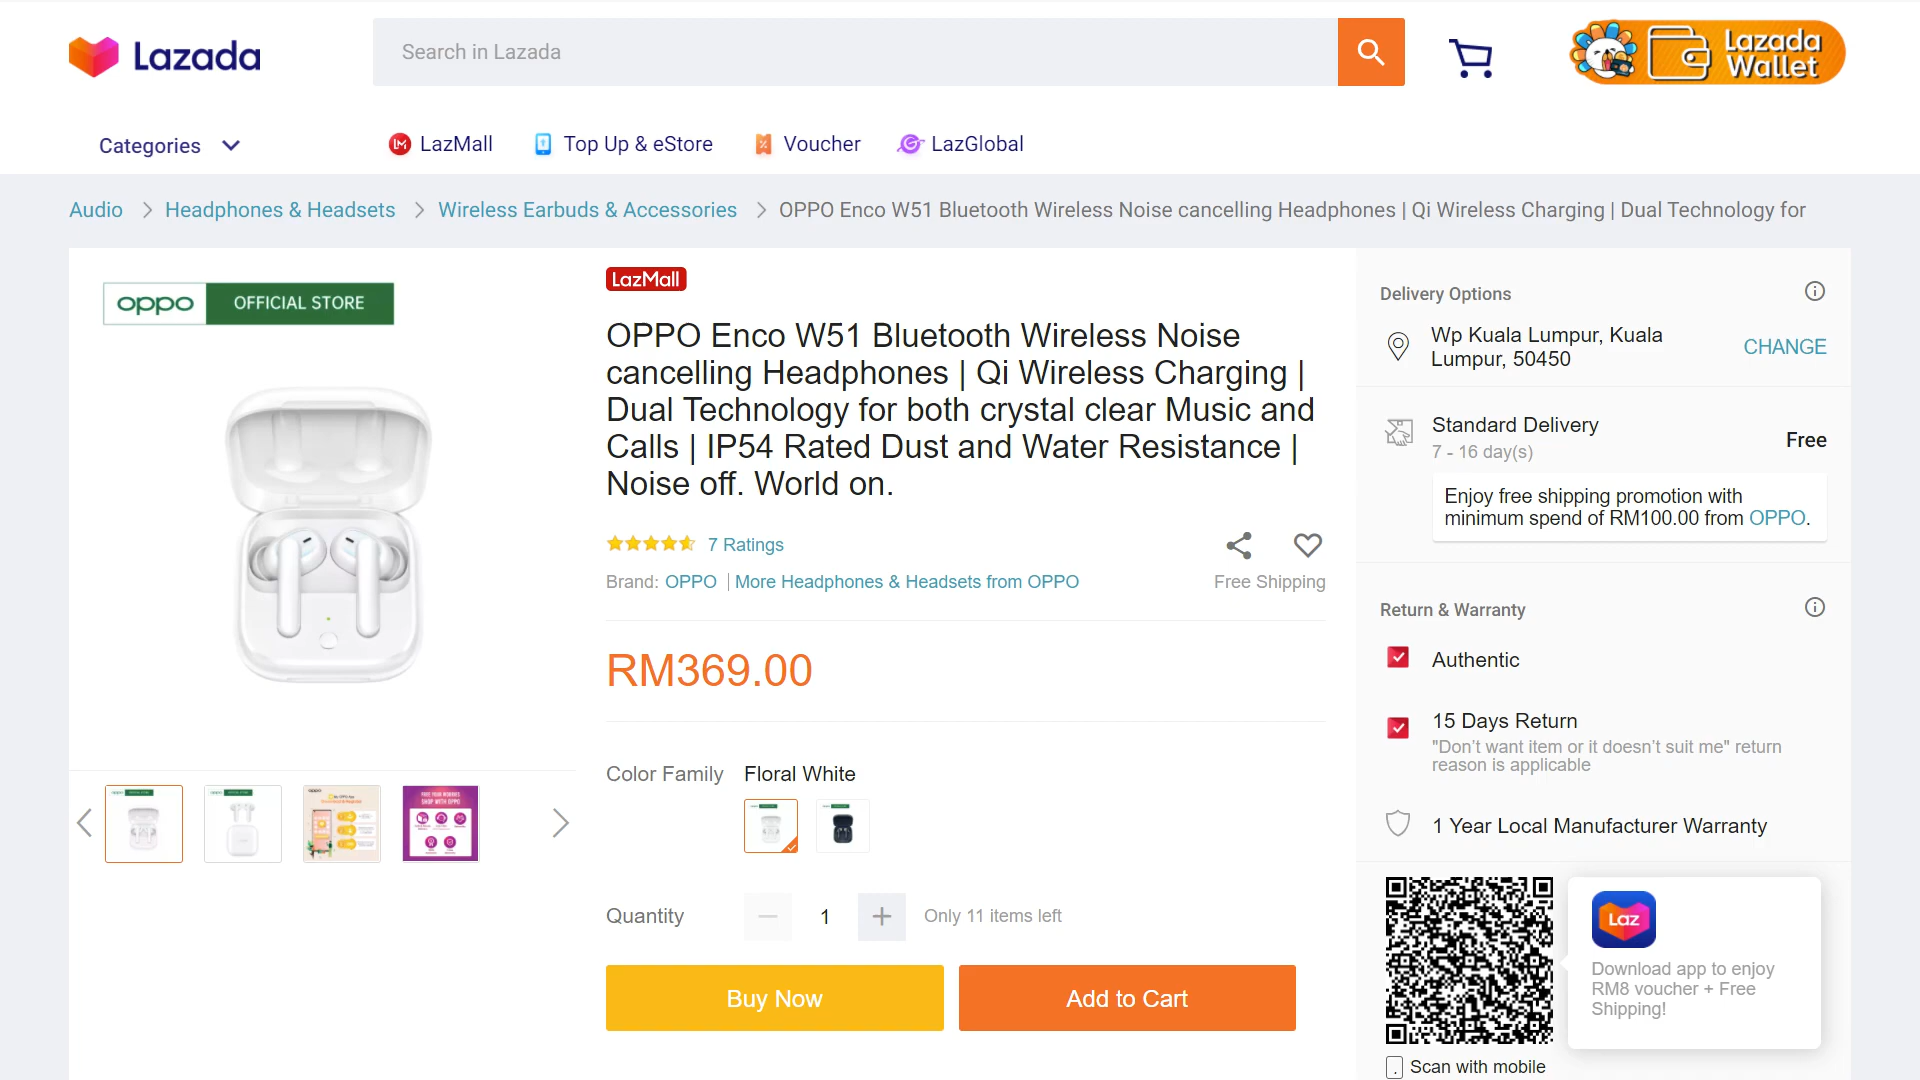 Lazada
Search in Lazada
Lazada
Wallet
Categories
LazMall
Top Up & eStore
Voucher
LazGlobal
Audio > Headphones & Headsets > Wireless Earbuds & Accessories > OPPO Enco W51 Bluetooth Wireless Noise cancelling Headphones | Qi Wireless Charging | Dual Technology for
oppo OFFICIAL STORE
LazMall
OPPO Enco W51 Bluetooth Wireless Noise
cancelling Headphones | Qi Wireless Charging |
Dual Technology for both crystal clear Music and
Calls | IP54 Rated Dust and Water Resistance |
Noise off. World on.
7 Ratings
Brand: OPPO | More Headphones & Headsets from OPPO
Free Shipping
RM369.00
Color Family Floral White
Quantity 1 Only 11 items left
Buy Now
Add to Cart
Delivery Options
Wp Kuala Lumpur, Kuala
Lumpur, 50450
CHANGE
Standard Delivery
7 - 16 day(s)
Free
Enjoy free shipping promotion with
minimum spend of RM100.00 from OPPO.
Return & Warranty
Authentic
15 Days Return
"Don’t want item or it doesn’t suit me" return
reason is applicable
1 Year Local Manufacturer Warranty
Laz
Download app to enjoy
RM8 voucher + Free
Shipping!
Scan with mobile